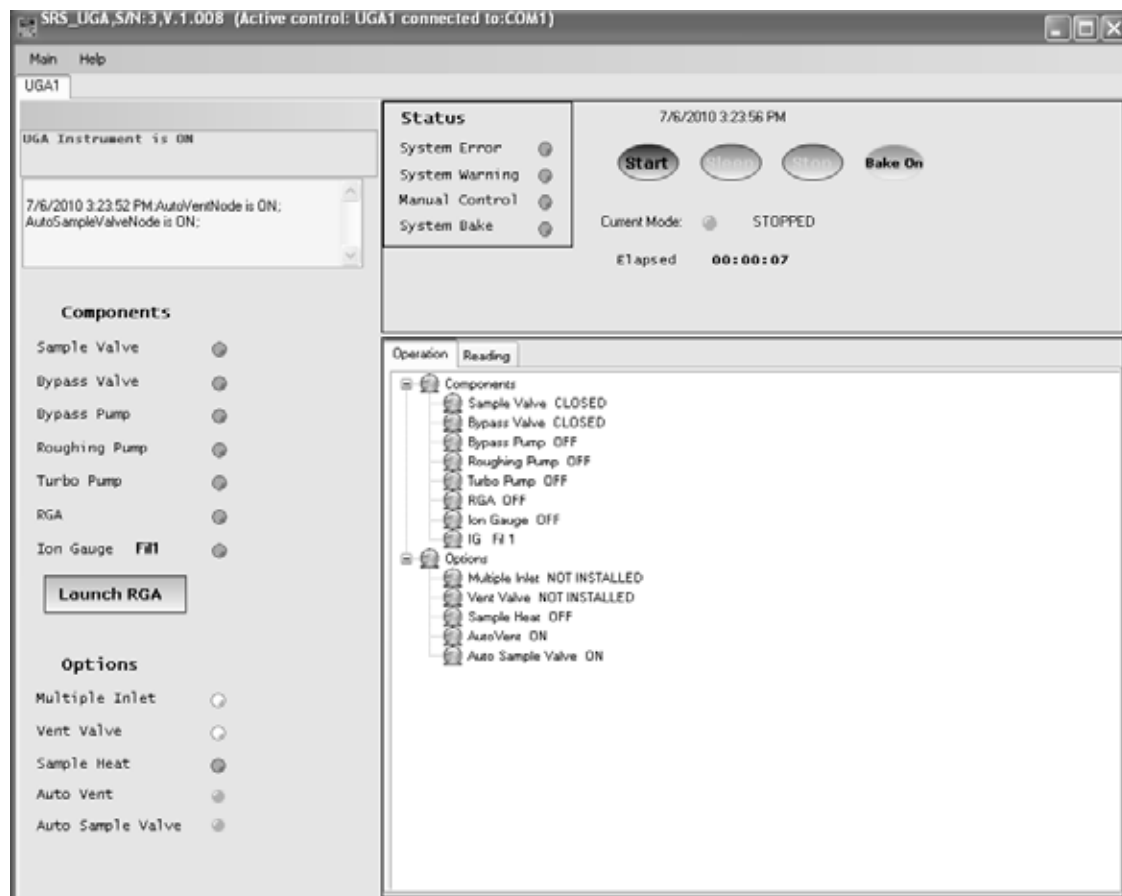 SRS_UGA,S/N:3,V.1.008 (Active control: UGA1 connected to:COM1)
Main Help
UGA1
UGA Instrument is ON
7/6/2010 3:23:52 PM:AutoVentNode is ON;
AutoSampleValveNode is ON;
Components
Sample Valve
Bypass Valve
Bypass Pump
Roughing Pump
Turbo Pump
RGA
Ion Gauge Fil1
Launch RGA
Options
Multiple Inlet
Vent Valve
Sample Heat
Auto Vent
Auto Sample Valve
Status
System Error
System Warning
Manual Control
System Bake
7/6/2010 3:23:56 PM
Start Sleep Stop Bake On
Current Mode: STOPPED
Elapsed 00:00:07
Operation Reading
Components
Sample Valve CLOSED
Bypass Valve CLOSED
Bypass Pump OFF
Roughing Pump OFF
Turbo Pump OFF
RGA OFF
Ion Gauge OFF
IG Fil 1
Options
Multiple Inlet NOT INSTALLED
Vent Valve NOT INSTALLED
Sample Heat OFF
AutoVent ON
Auto Sample Valve ON